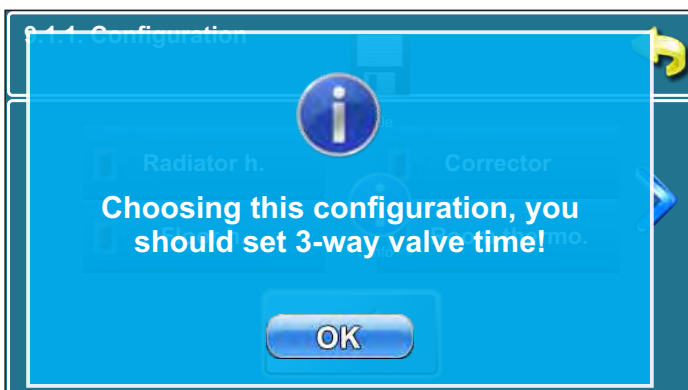 9.1.1. Configuration
Radiator h.
Corrector
Choosing this configuration, you
should set 3-way valve time!
OK